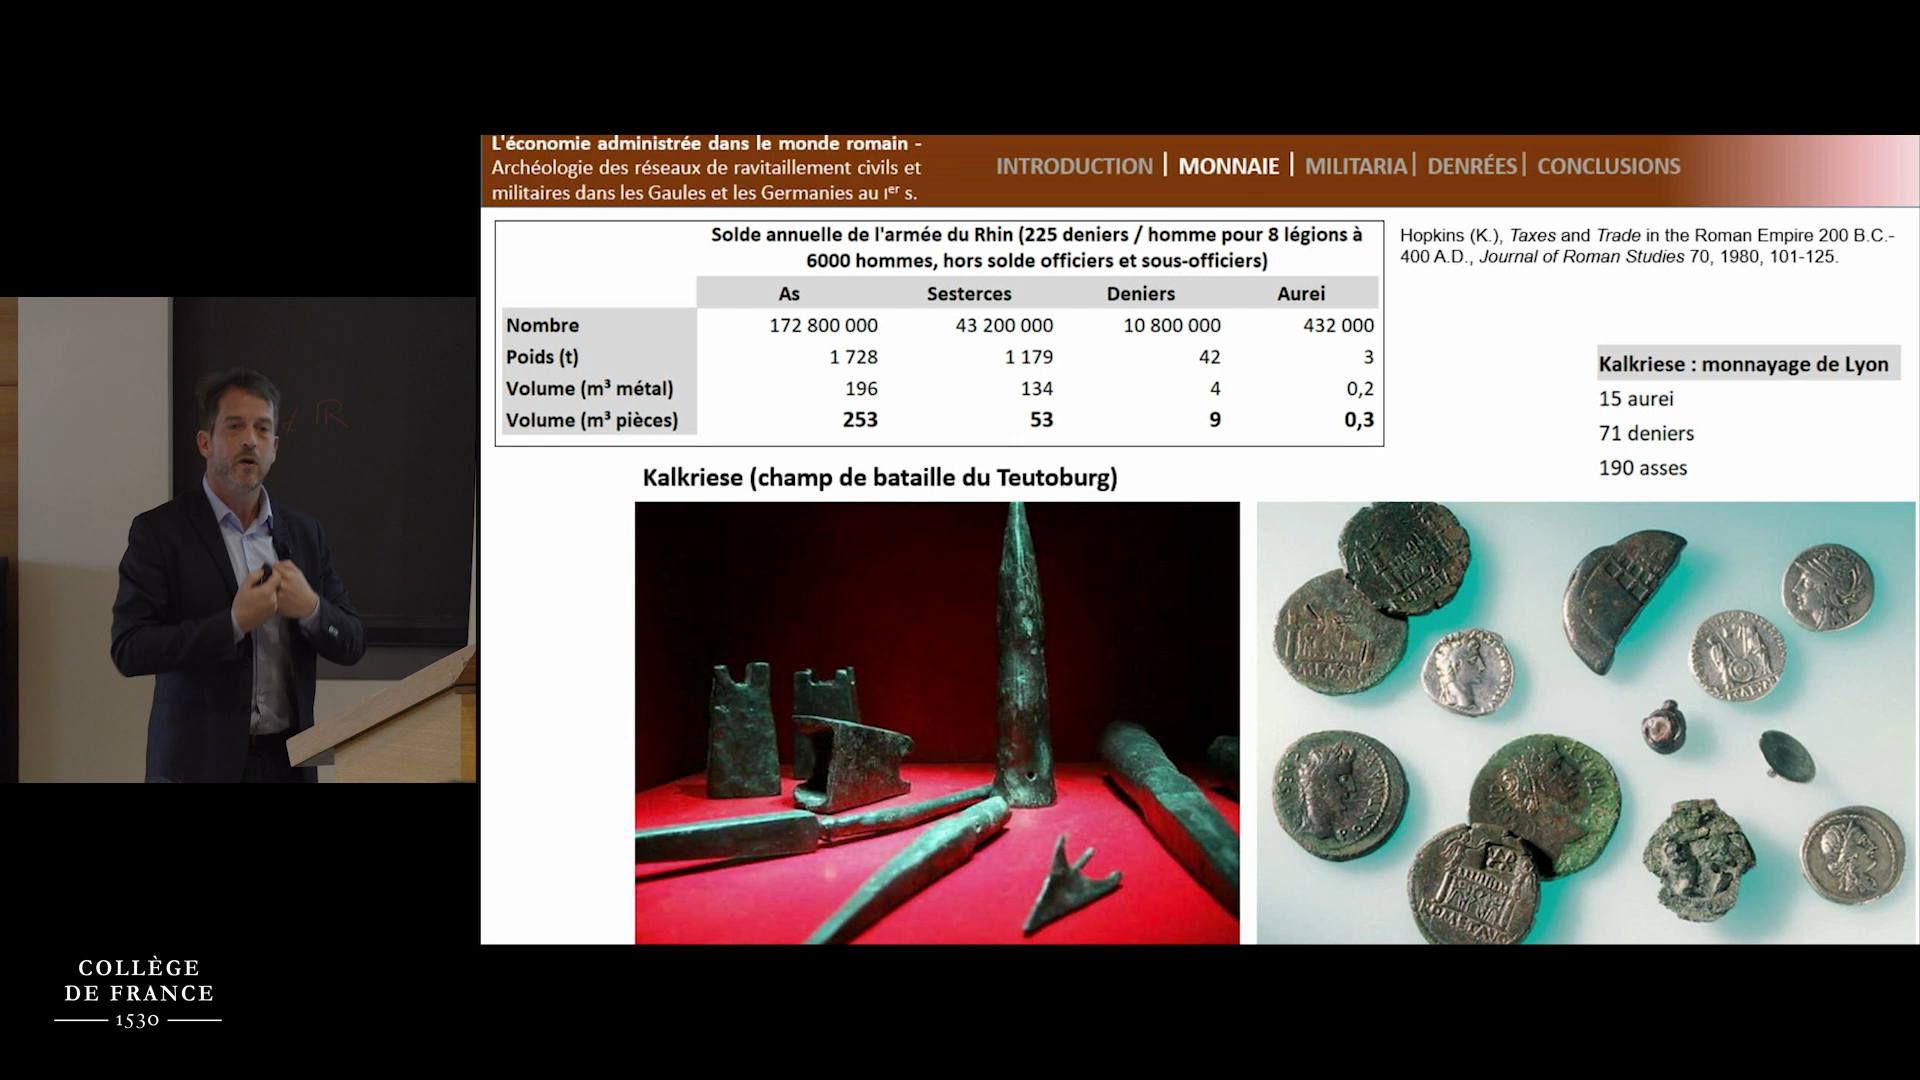 L'économie administrée dans le monde romain -
Archéologie des réseaux de ravitaillement civils et
militaires dans les Gaules et les Germanies au Ier s.
INTRODUCTION | MONNAIE | MILITARIA | DENRÉES | CONCLUSIONS
Solde annuelle de l'armée du Rhin (225 deniers / homme pour 8 légions à
6000 hommes, hors solde officiers et sous-officiers)
As Sesterces Deniers Aurei
Nombre 172 800 000 43 200 000 10 800 000 432 000
Poids (t) 1 728 1 179 42 3
Volume (m³ métal) 196 134 4 0,2
Volume (m³ pièces) 253 53 9 0,3
Hopkins (K.), Taxes and Trade in the Roman Empire 200 B.C.-
400 A.D., Journal of Roman Studies 70, 1980, 101-125.
Kalkriese : monnayage de Lyon
15 aurei
71 deniers
190 asses
Kalkriese (champ de bataille du Teutoburg)
COLLÈGE
DE FRANCE
1530